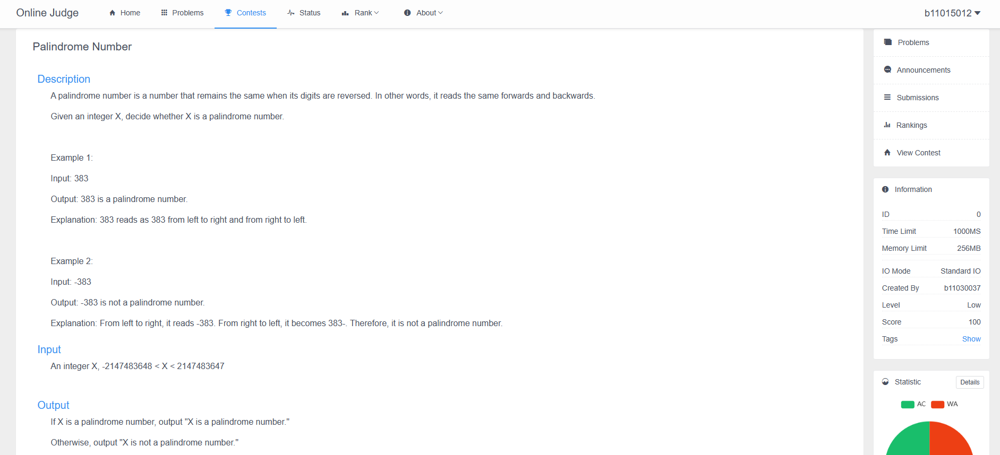 Online Judge
Home
Problems
Contests
Status
Rank
About
b11015012
Palindrome Number
Description
A palindrome number is a number that remains the same when its digits are reversed. In other words, it reads the same forwards and backwards.
Given an integer X, decide whether X is a palindrome number.
Example 1:
Input: 383
Output: 383 is a palindrome number.
Explanation: 383 reads as 383 from left to right and from right to left.
Example 2:
Input: -383
Output: -383 is not a palindrome number.
Explanation: From left to right, it reads -383. From right to left, it becomes 383-. Therefore, it is not a palindrome number.
Input
An integer X, -2147483648 < X < 2147483647
Output
If X is a palindrome number, output "X is a palindrome number."
Otherwise, output "X is not a palindrome number."
Problems
Announcements
Submissions
Rankings
View Contest
Information
ID 0
Time Limit 1000MS
Memory Limit 256MB
IO Mode Standard IO
Created By b11030037
Level Low
Score 100
Tags Show
Statistic Details
AC WA